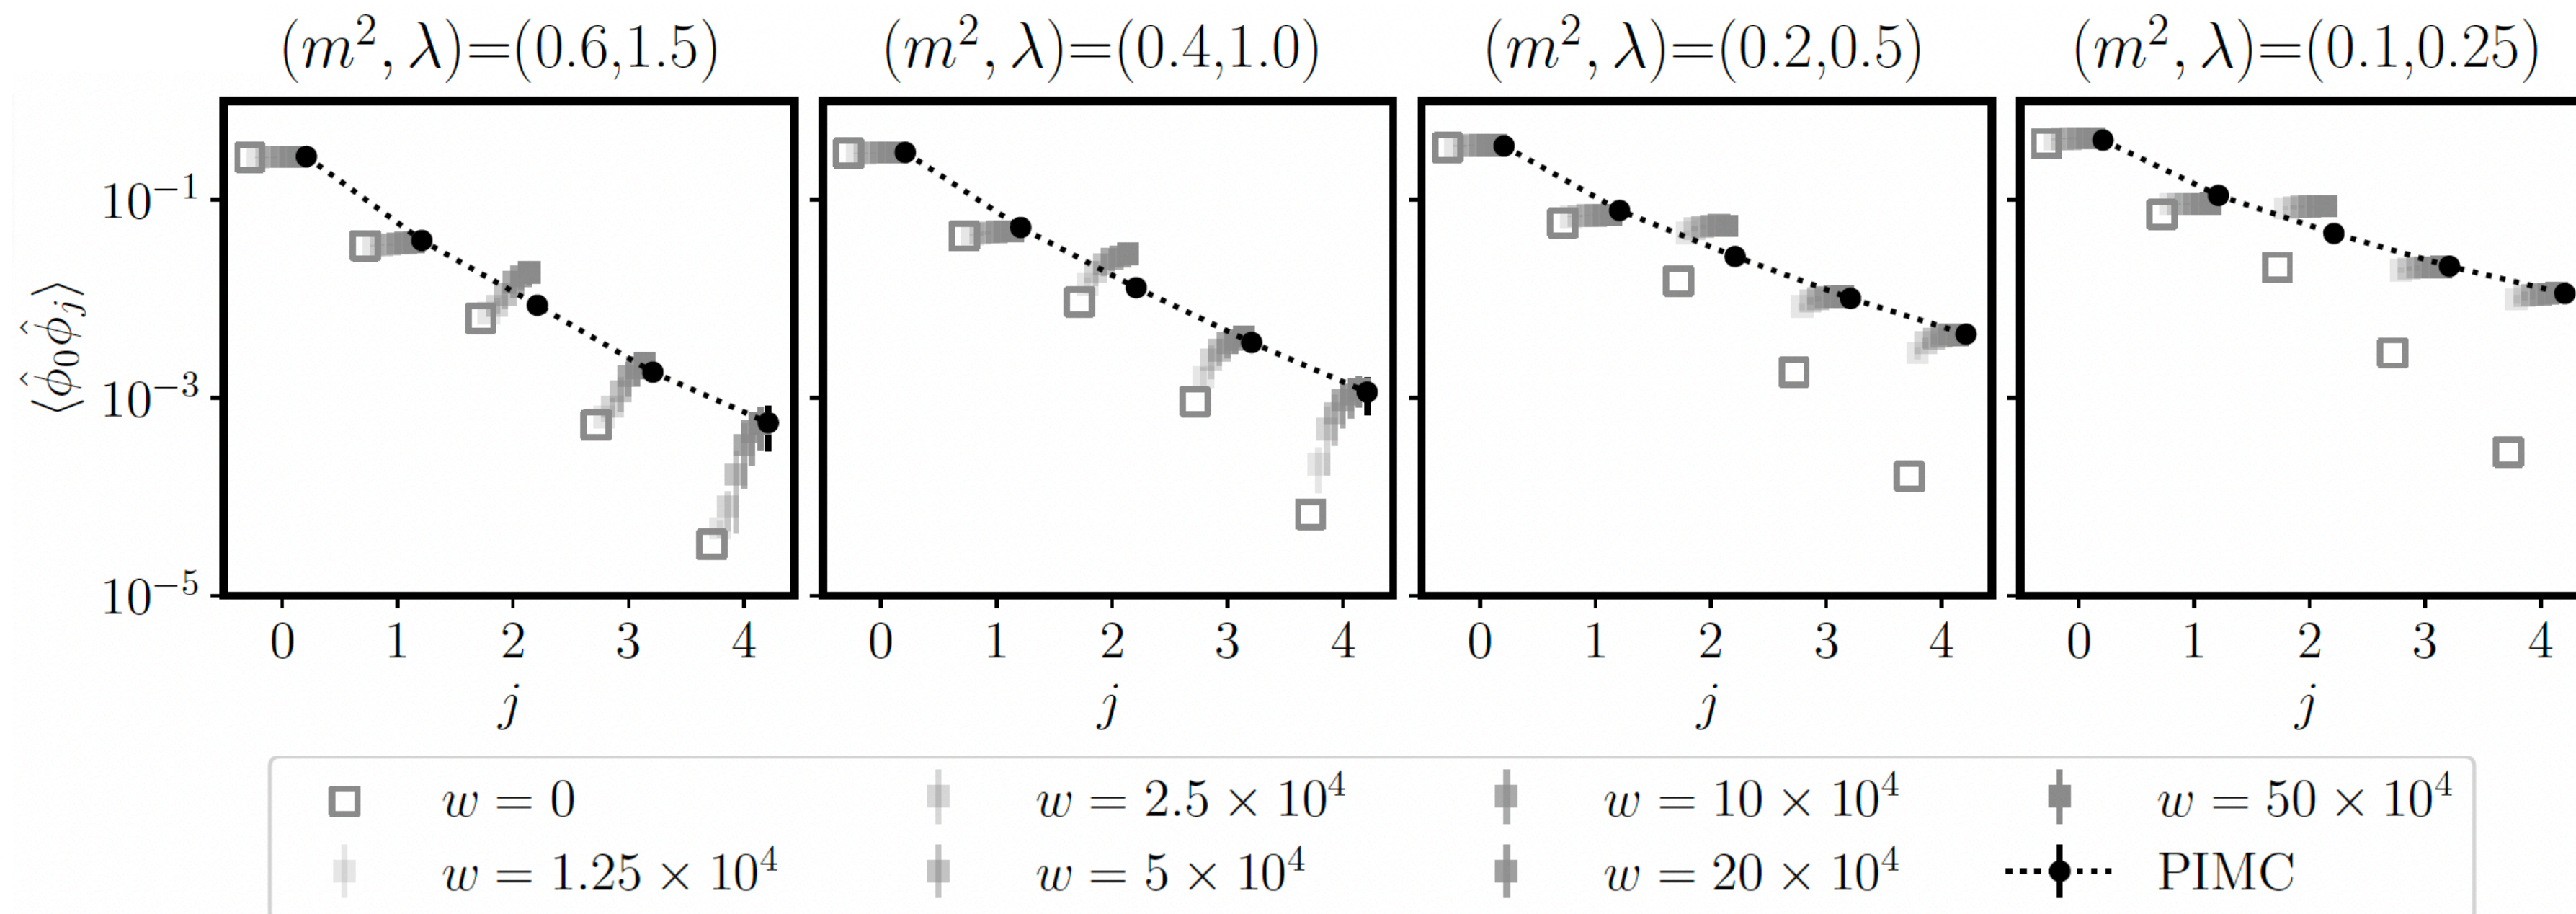 (m², λ)=(0.6,1.5) (m², λ)=(0.4,1.0) (m², λ)=(0.2,0.5) (m², λ)=(0.1,0.25)
⟨ϕ̂₀ϕ̂ⱼ⟩
10⁻¹
10⁻³
10⁻⁵
0 1 2 3 4 0 1 2 3 4 0 1 2 3 4 0 1 2 3 4
j j j j
w = 0 w = 2.5 × 10⁴ w = 10 × 10⁴ w = 50 × 10⁴
w = 1.25 × 10⁴ w = 5 × 10⁴ w = 20 × 10⁴ PIMC